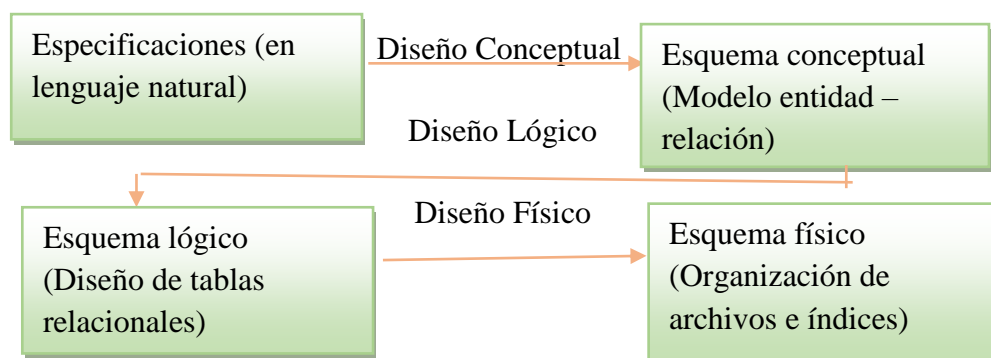 Especificaciones (en
lenguaje natural)
Diseño Conceptual
Esquema conceptual
(Modelo entidad –
relación)
Diseño Lógico
Esquema lógico
(Diseño de tablas
relacionales)
Diseño Físico
Esquema físico
(Organización de
archivos e índices)